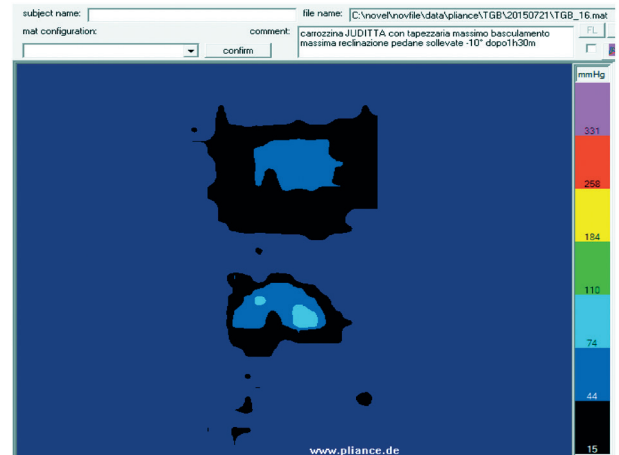 subject name:
file name: C:\novel\novfile\data\pliance\TGB\20150721\TGB_16.mat
mat configuration:
comment: carrozzina JUDITTA con tapezzaria massimo basculamento
massima reclinazione pedane sollevate -10° dopo1h30m
FL
confirm
mmHg
331
258
184
110
74
44
15
www.pliance.de